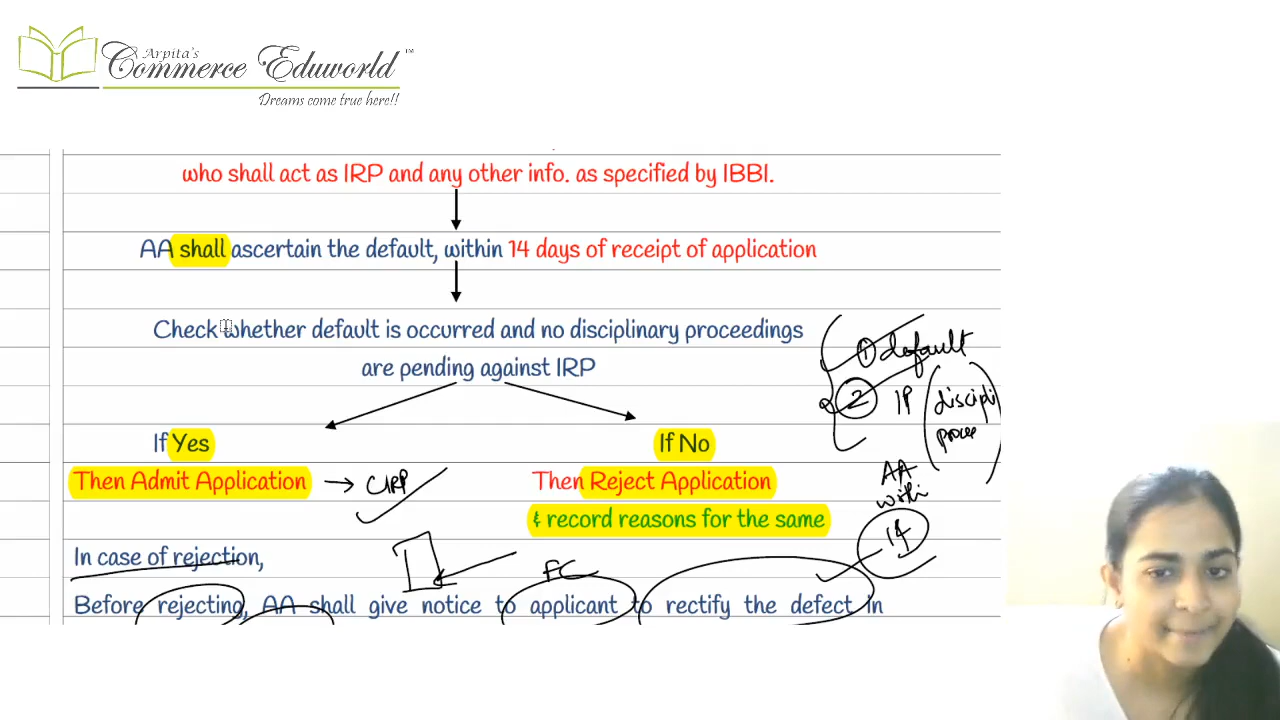 Arpita's
Commerce Eduworld™
Dreams come true here!!
who shall act as IRP and any other info. as specified by IBBI.
AA shall ascertain the default, within 14 days of receipt of application
Check whether default is occurred and no disciplinary proceedings
are pending against IRP
① default
② IP (discipli
procee)
If Yes
If No
Then Admit Application → CIRP
Then Reject Application
& record reasons for the same
AA
with
14
In case of rejection,
FC
Before rejecting, AA shall give notice to applicant to rectify the defect in